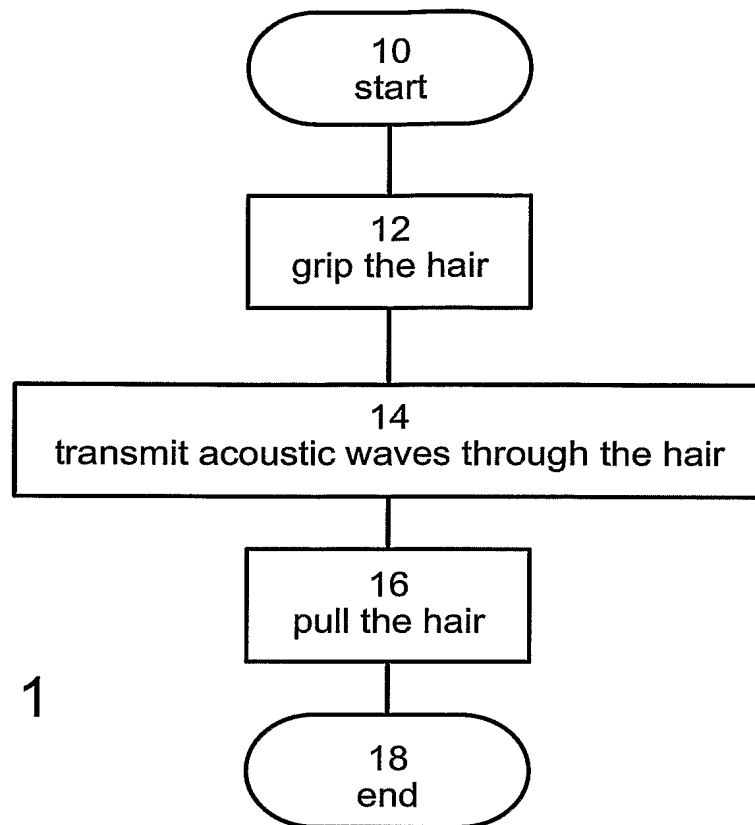 10
start
12
grip the hair
14
transmit acoustic waves through the hair
16
pull the hair
1
18
end